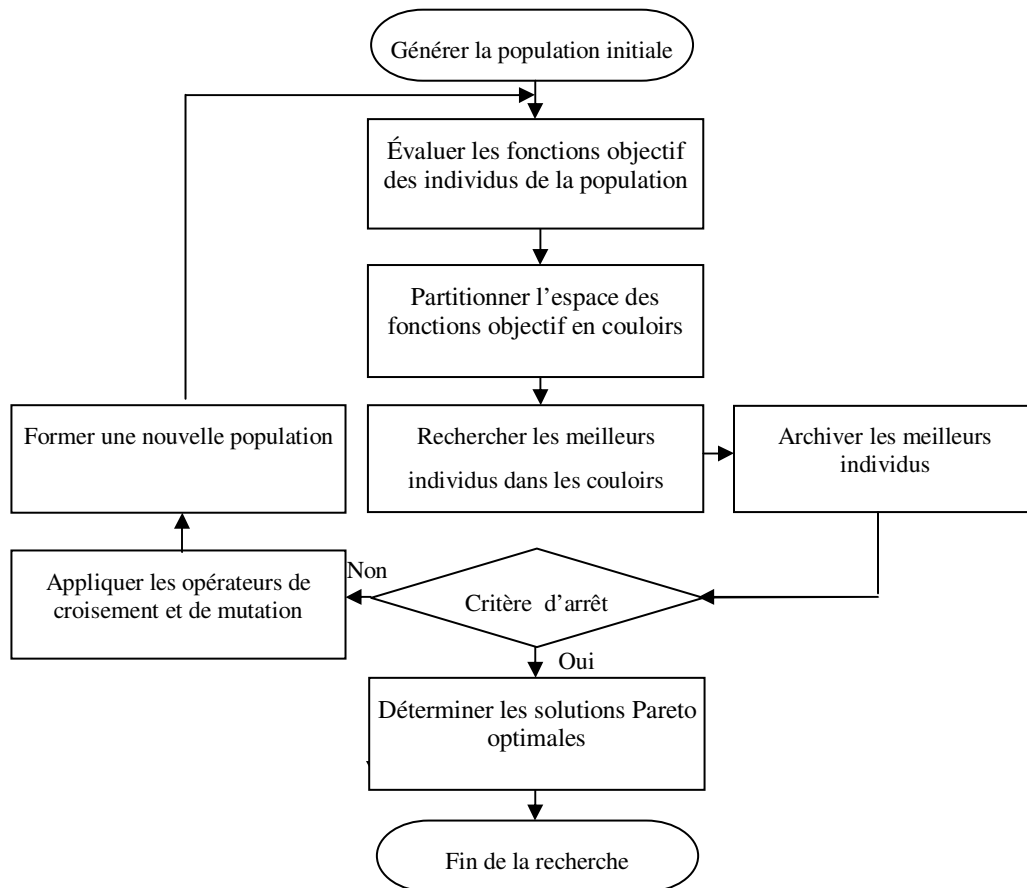 Générer la population initiale
Évaluer les fonctions objectif
des individus de la population
Partitionner l’espace des
fonctions objectif en couloirs
Rechercher les meilleurs
individus dans les couloirs
Archiver les meilleurs
individus
Former une nouvelle population
Appliquer les opérateurs de
croisement et de mutation
Non
Critère d’arrêt
Oui
Déterminer les solutions Pareto
optimales
Fin de la recherche